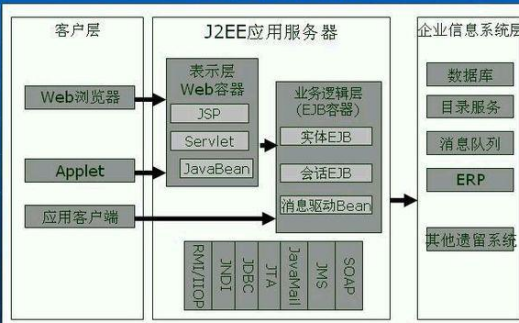 客户层
Web浏览器
Applet
应用客户端
J2EE应用服务器
表示层
Web容器
JSP
Servlet
JavaBean
业务逻辑层
(EJB容器)
实体EJB
会话EJB
消息驱动Bean
RMI/IIOP
JNDI
JDBC
JTA
JavaMail
JMS
SOAP
企业信息系统层
数据库
目录服务
消息队列
ERP
其他遗留系统